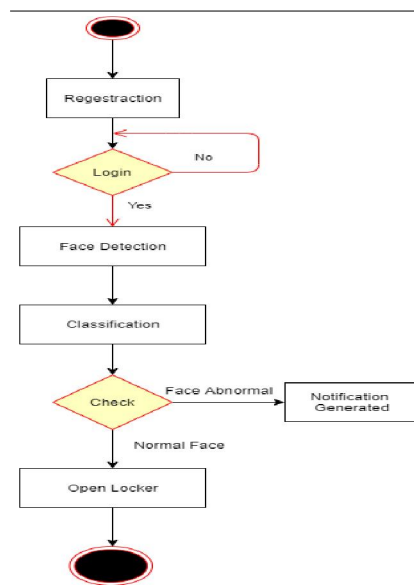 Regestraction
No
Login
Yes
Face Detection
Classification
Face Abnormal
Check
Notification
Generated
Normal Face
Open Locker